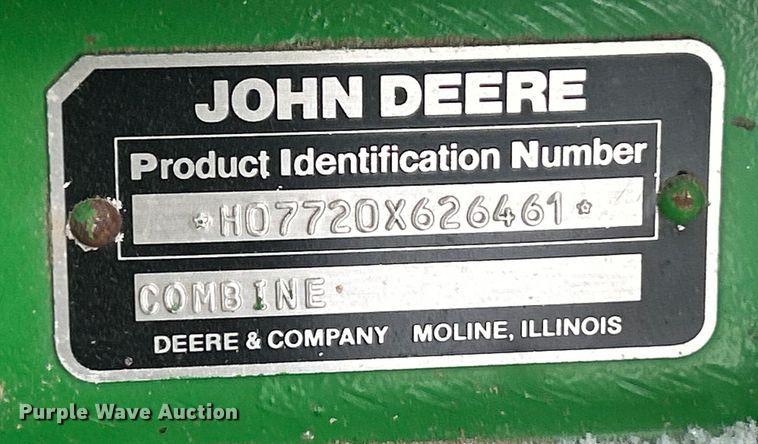 JOHN DEERE
Product Identification Number
*H07720X626461*
COMBINE
DEERE & COMPANY MOLINE, ILLINOIS
Purple Wave Auction